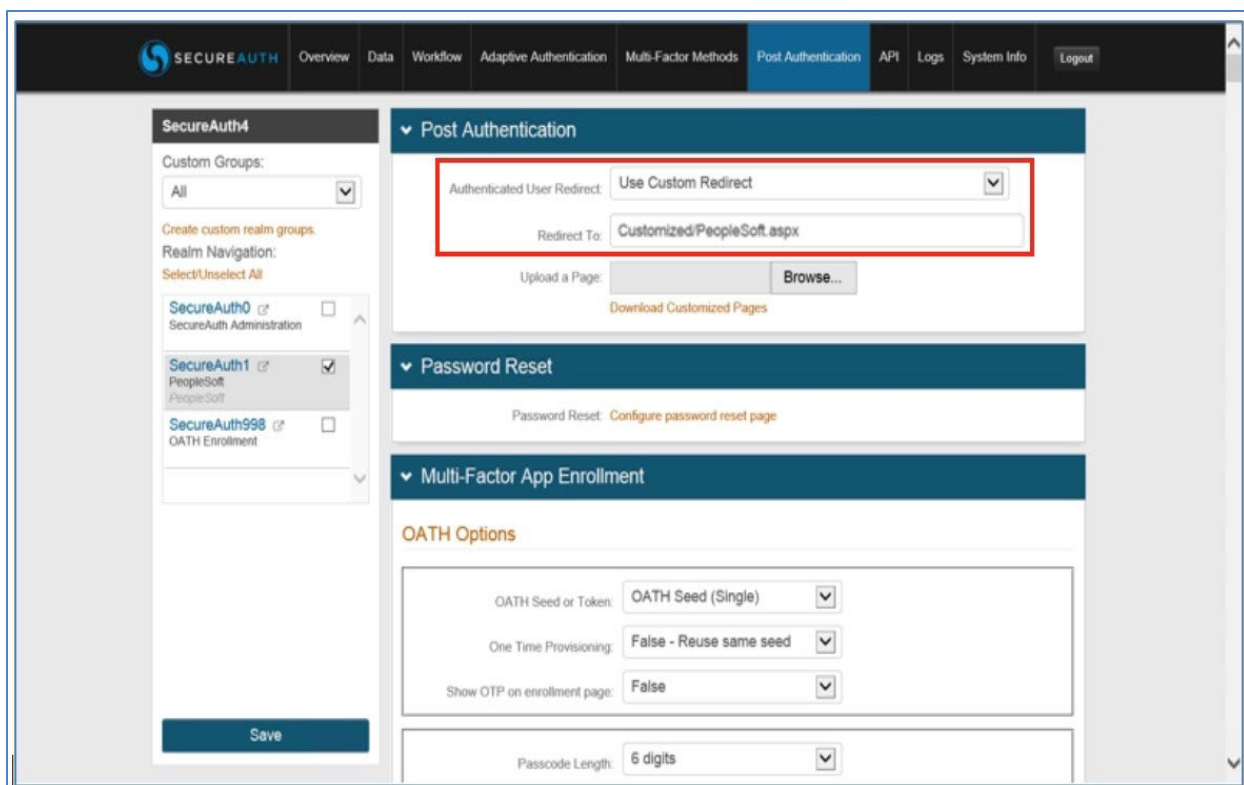 SECUREAUTH Overview Data Workflow Adaptive Authentication Multi-Factor Methods Post Authentication API Logs System Info Logout
SecureAuth4
Custom Groups:
All
Create custom realm groups.
Realm Navigation:
Select/Unselect All
SecureAuth0
SecureAuth Administration
SecureAuth1
PeopleSoft
PeopleSoft
SecureAuth998
OATH Enrollment
Save
Post Authentication
Authenticated User Redirect: Use Custom Redirect
Redirect To: Customized/PeopleSoft.aspx
Upload a Page: Browse...
Download Customized Pages
Password Reset
Password Reset: Configure password reset page
Multi-Factor App Enrollment
OATH Options
OATH Seed or Token: OATH Seed (Single)
One Time Provisioning: False - Reuse same seed
Show OTP on enrollment page: False
Passcode Length: 6 digits